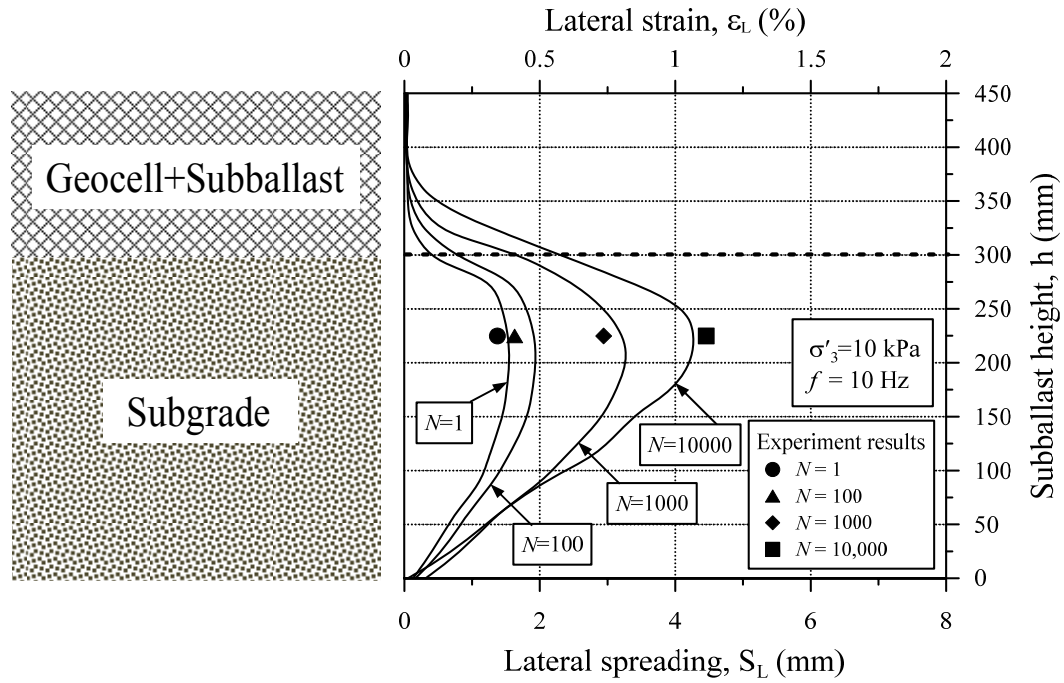 Lateral strain, ε_L (%)
0 0.5 1 1.5 2
Geocell+Subballast
Subgrade
450
400
350
300
250
200
150
100
50
0
Subballast height, h (mm)
σ′₃=10 kPa
f = 10 Hz
N=1
N=10000
N=1000
N=100
Experiment results
N = 1
N = 100
N = 1000
N = 10,000
0 2 4 6 8
Lateral spreading, S_L (mm)